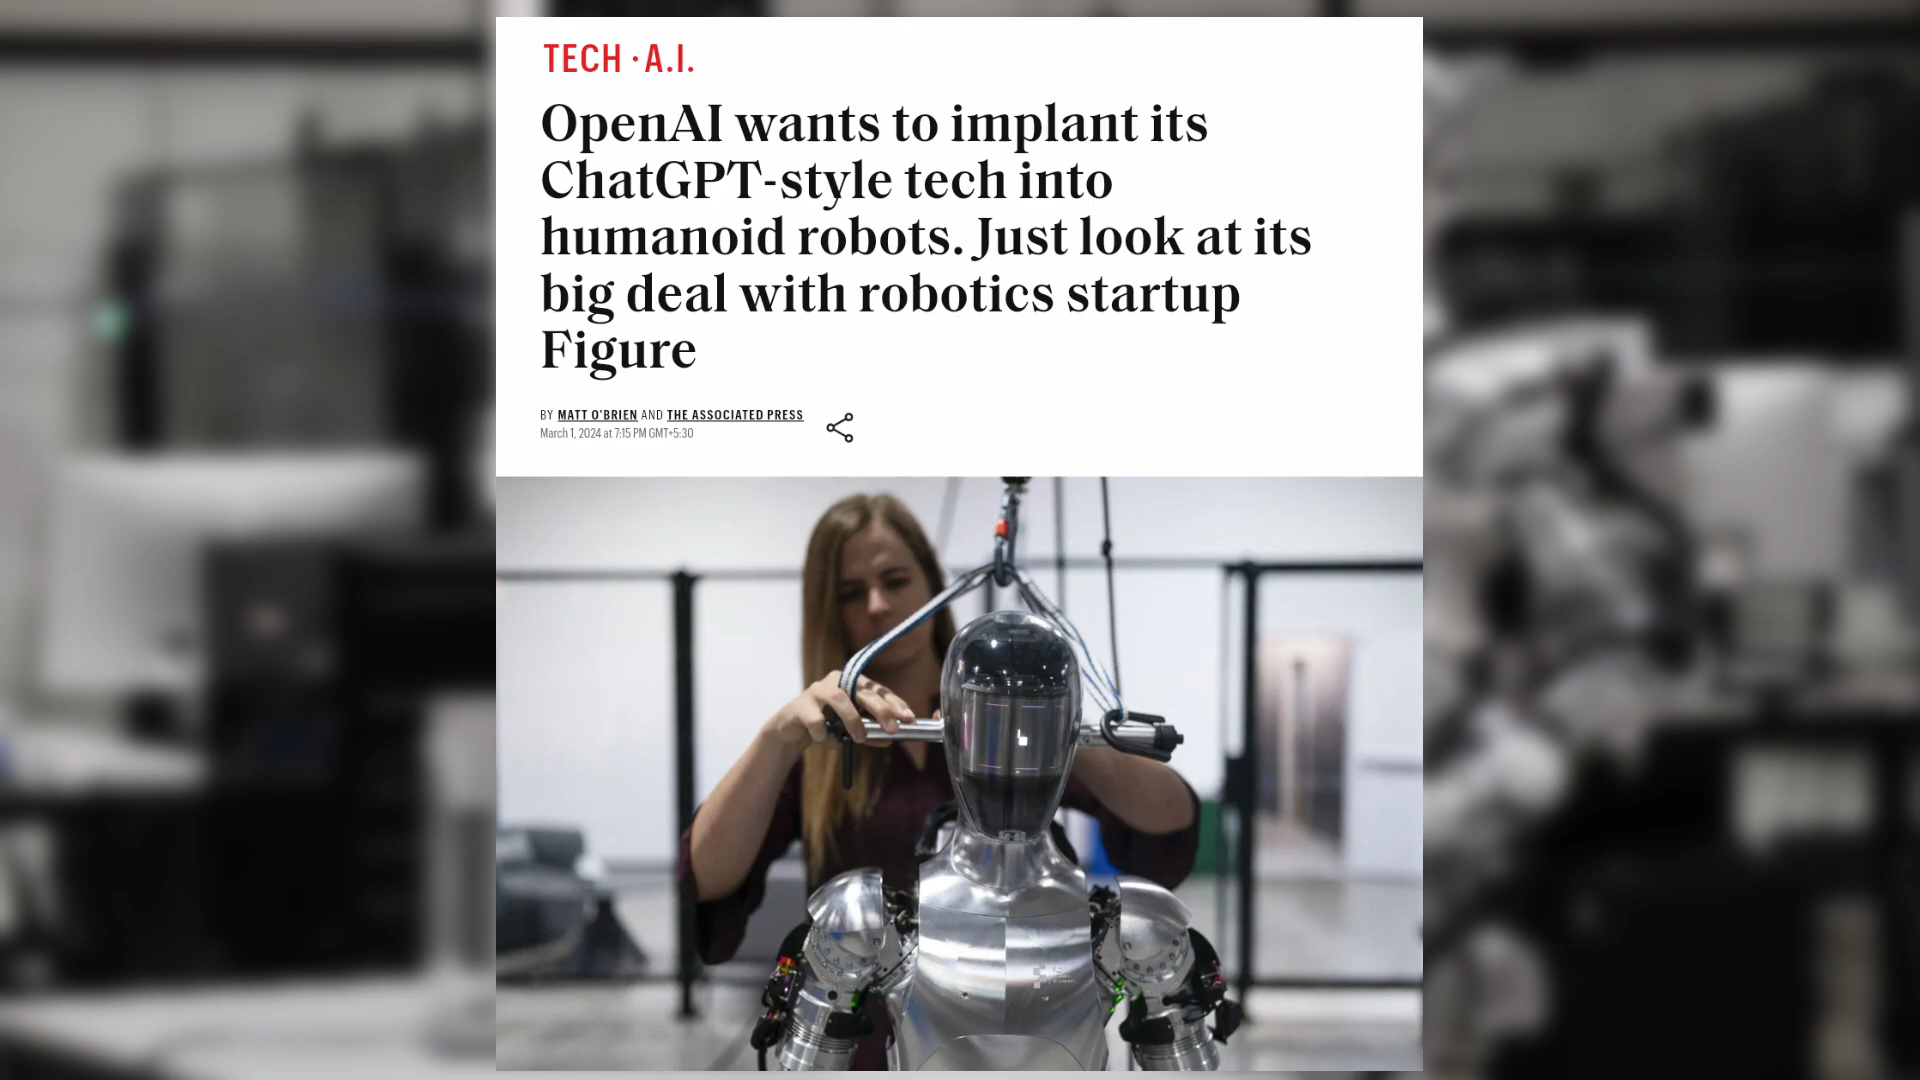 TECH · A.I.
OpenAI wants to implant its
ChatGPT-style tech into
humanoid robots. Just look at its
big deal with robotics startup
Figure
BY MATT O'BRIEN AND THE ASSOCIATED PRESS
March 1, 2024 at 7:15 PM GMT+5:30